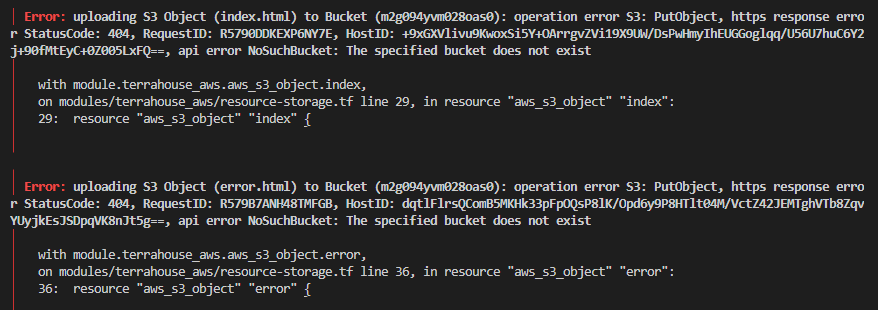 Error: uploading S3 Object (index.html) to Bucket (m2g094yvm028oas0): operation error S3: PutObject, https response erro
r StatusCode: 404, RequestID: R5790DDKEXP6NY7E, HostID: +9xGXVlivu9KwoxSi5Y+OArrgvZVi19X9UW/DsPwHmyIhEUGGoglqq/U56U7huC6Y2
j+90fMtEyC+0Z005LxFQ==, api error NoSuchBucket: The specified bucket does not exist
with module.terrahouse_aws.aws_s3_object.index,
on modules/terrahouse_aws/resource-storage.tf line 29, in resource "aws_s3_object" "index":
29: resource "aws_s3_object" "index" {
Error: uploading S3 Object (error.html) to Bucket (m2g094yvm028oas0): operation error S3: PutObject, https response erro
r StatusCode: 404, RequestID: R579B7ANH48TMFGB, HostID: dqtlFlrsQComB5MKHk33pFpOQsP8lK/Opd6y9P8HTlt04M/VctZ42JEMTghVTb8Zqv
YUyjkEsJSDpqVK8nJt5g==, api error NoSuchBucket: The specified bucket does not exist
with module.terrahouse_aws.aws_s3_object.error,
on modules/terrahouse_aws/resource-storage.tf line 36, in resource "aws_s3_object" "error":
36: resource "aws_s3_object" "error" {